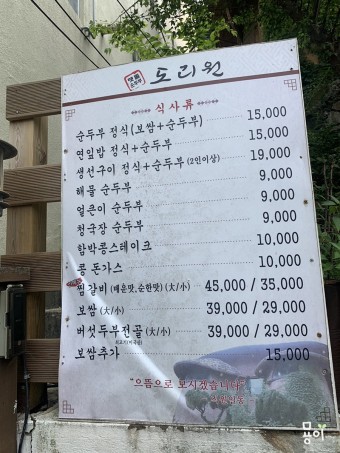 맷돌 순두부 도리원
식사류
순두부 정식(보쌈+순두부) 15,000
연잎밥 정식+순두부 15,000
생선구이 정식+순두부(2인이상) 19,000
해물 순두부 9,000
얼큰이 순두부 9,000
청국장 순두부 9,000
함박콩스테이크 10,000
콩 돈가스 10,000
찜갈비(매운맛,순한맛)(大/小) 45,000 / 35,000
보쌈(大/小) 39,000 / 29,000
버섯두부전골(大/小) 39,000 / 29,000
보쌈추가 15,000
"으뜸으로 모시겠습니다"